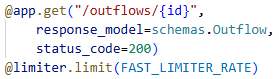 @app.get("/outflows/{id}",
response_model=schemas.Outflow,
status_code=200)
@limiter.limit(FAST_LIMITER_RATE)